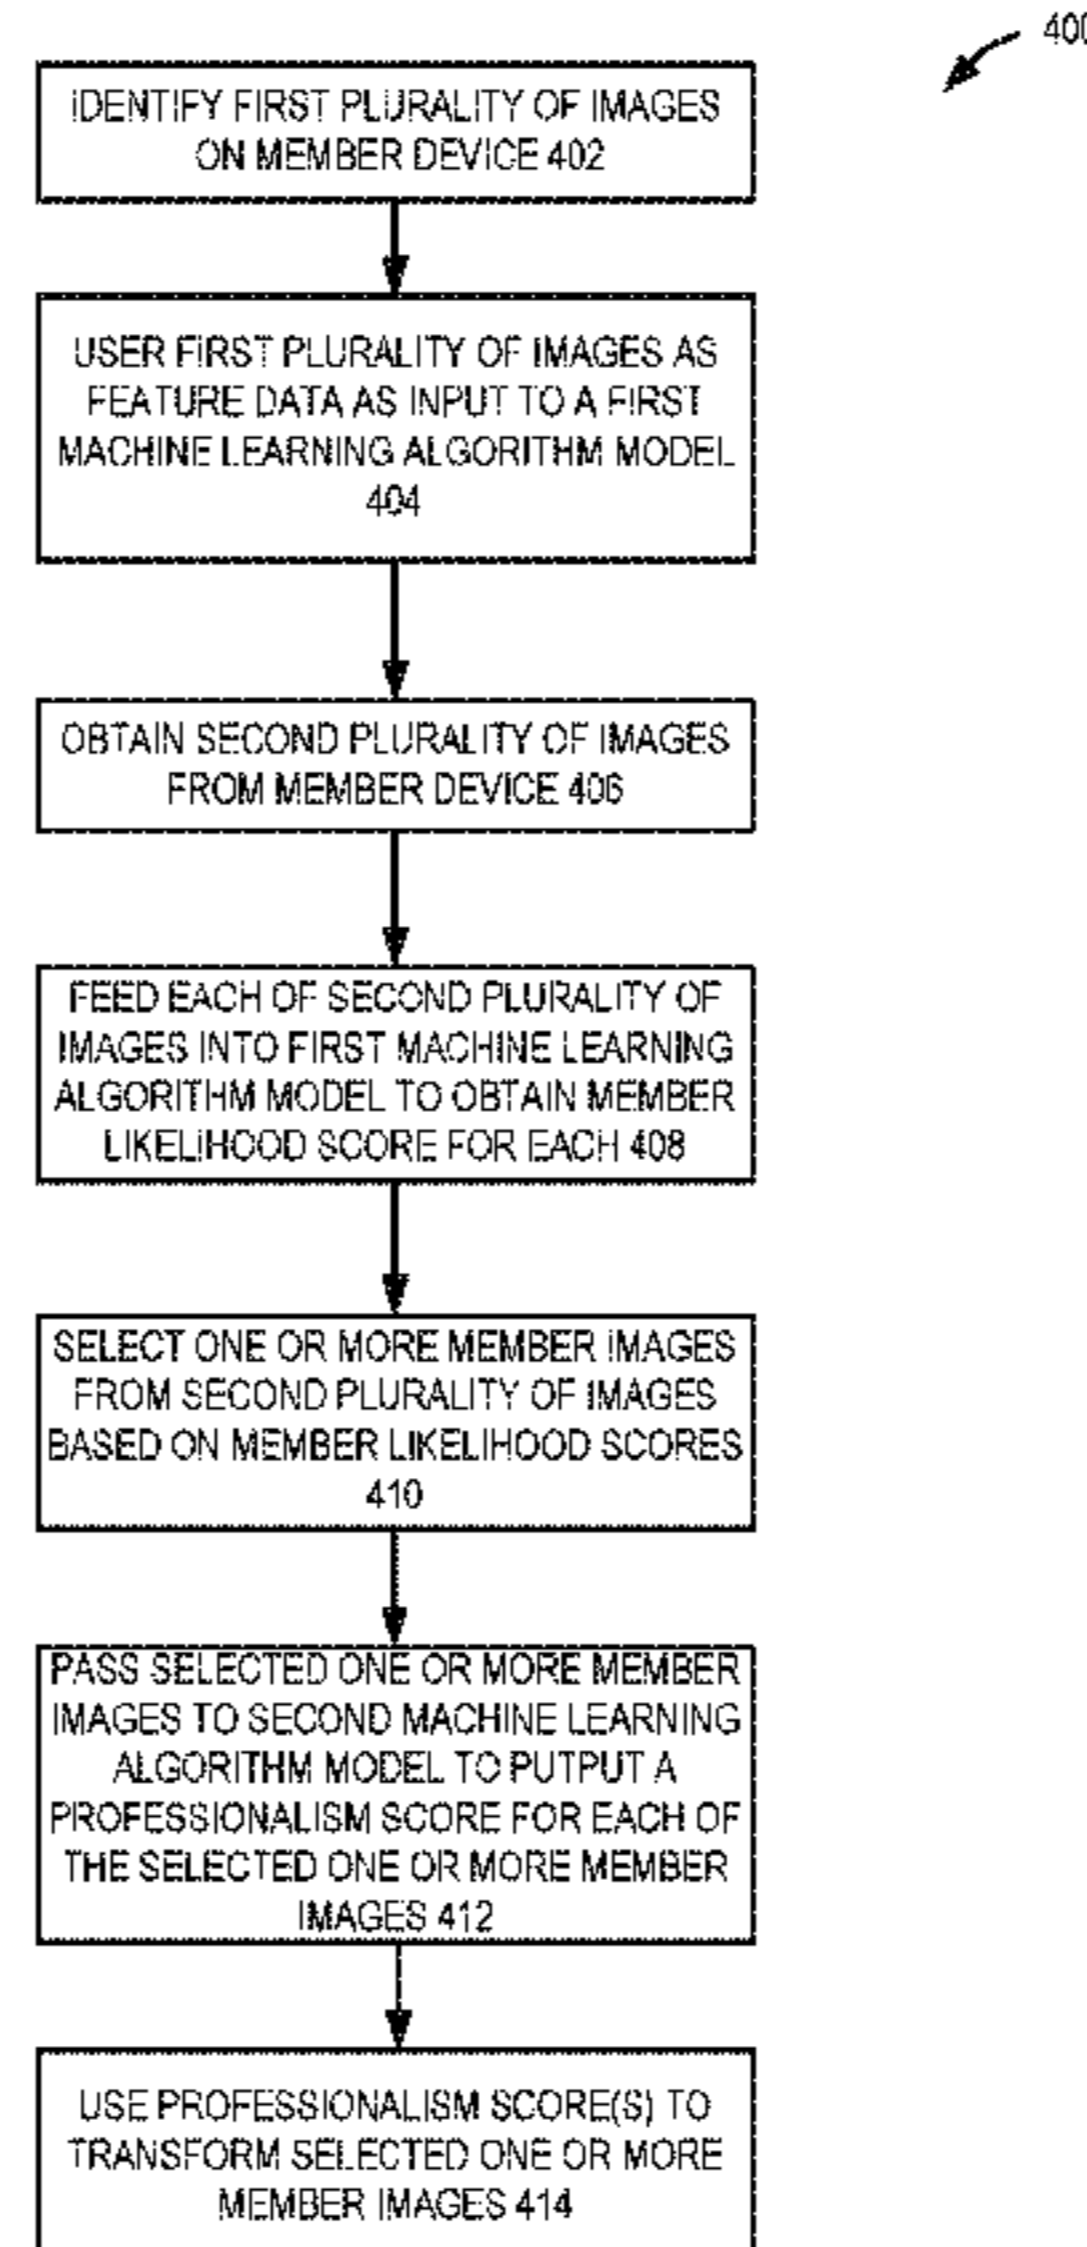 400
IDENTIFY FIRST PLURALITY OF IMAGES
ON MEMBER DEVICE 402
USER FIRST PLURALITY OF IMAGES AS
FEATURE DATA AS INPUT TO A FIRST
MACHINE LEARNING ALGORITHM MODEL
404
OBTAIN SECOND PLURALITY OF IMAGES
FROM MEMBER DEVICE 406
FEED EACH OF SECOND PLURALITY OF
IMAGES INTO FIRST MACHINE LEARNING
ALGORITHM MODEL TO OBTAIN MEMBER
LIKELIHOOD SCORE FOR EACH 408
SELECT ONE OR MORE MEMBER IMAGES
FROM SECOND PLURALITY OF IMAGES
BASED ON MEMBER LIKELIHOOD SCORES
410
PASS SELECTED ONE OR MORE MEMBER
IMAGES TO SECOND MACHINE LEARNING
ALGORITHM MODEL TO PUTPUT A
PROFESSIONALISM SCORE FOR EACH OF
THE SELECTED ONE OR MORE MEMBER
IMAGES 412
USE PROFESSIONALISM SCORE(S) TO
TRANSFORM SELECTED ONE OR MORE
MEMBER IMAGES 414